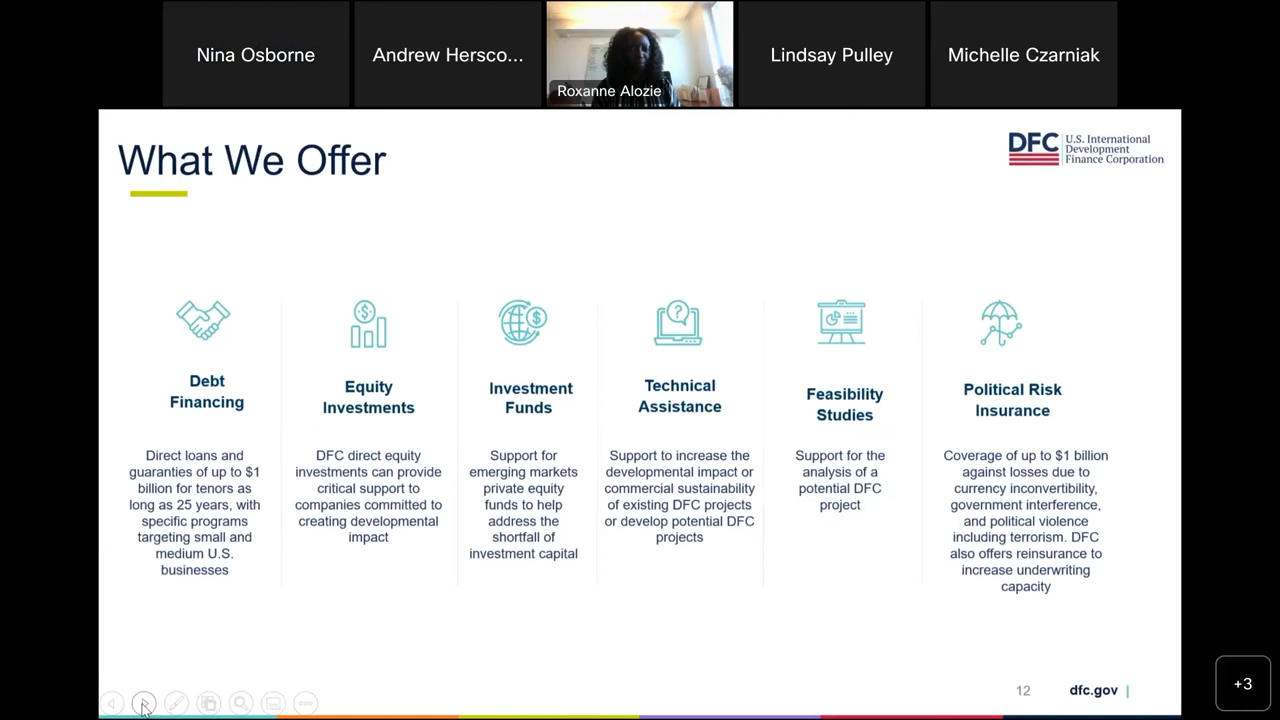 Nina Osborne
Andrew Hersco...
Roxanne Alozie
Lindsay Pulley
Michelle Czarniak
What We Offer
DFC
U.S. International
Development
Finance Corporation
Debt
Financing
Direct loans and
guaranties of up to $1
billion for tenors as
long as 25 years, with
specific programs
targeting small and
medium U.S.
businesses
Equity
Investments
DFC direct equity
investments can provide
critical support to
companies committed to
creating developmental
impact
Investment
Funds
Support for
emerging markets
private equity
funds to help
address the
shortfall of
investment capital
Technical
Assistance
Support to increase the
developmental impact or
commercial sustainability
of existing DFC projects
or develop potential DFC
projects
Feasibility
Studies
Support for the
analysis of a
potential DFC
project
Political Risk
Insurance
Coverage of up to $1 billion
against losses due to
currency inconvertibility,
government interference,
and political violence
including terrorism. DFC
also offers reinsurance to
increase underwriting
capacity
12
dfc.gov |
+3